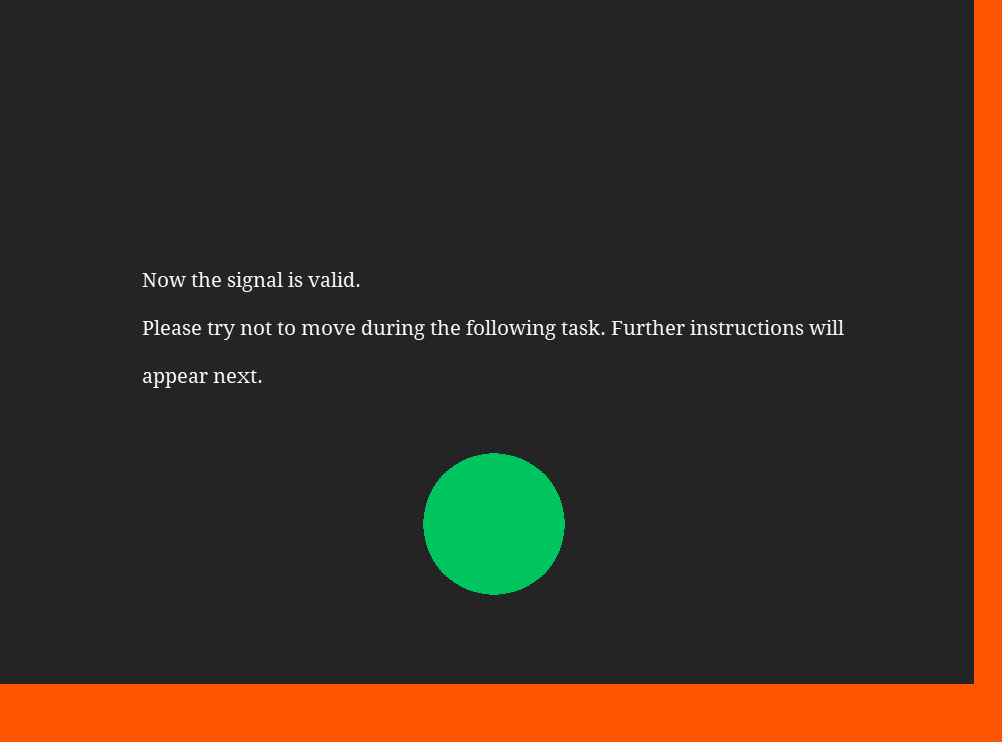 Now the signal is valid.
Please try not to move during the following task. Further instructions will
appear next.